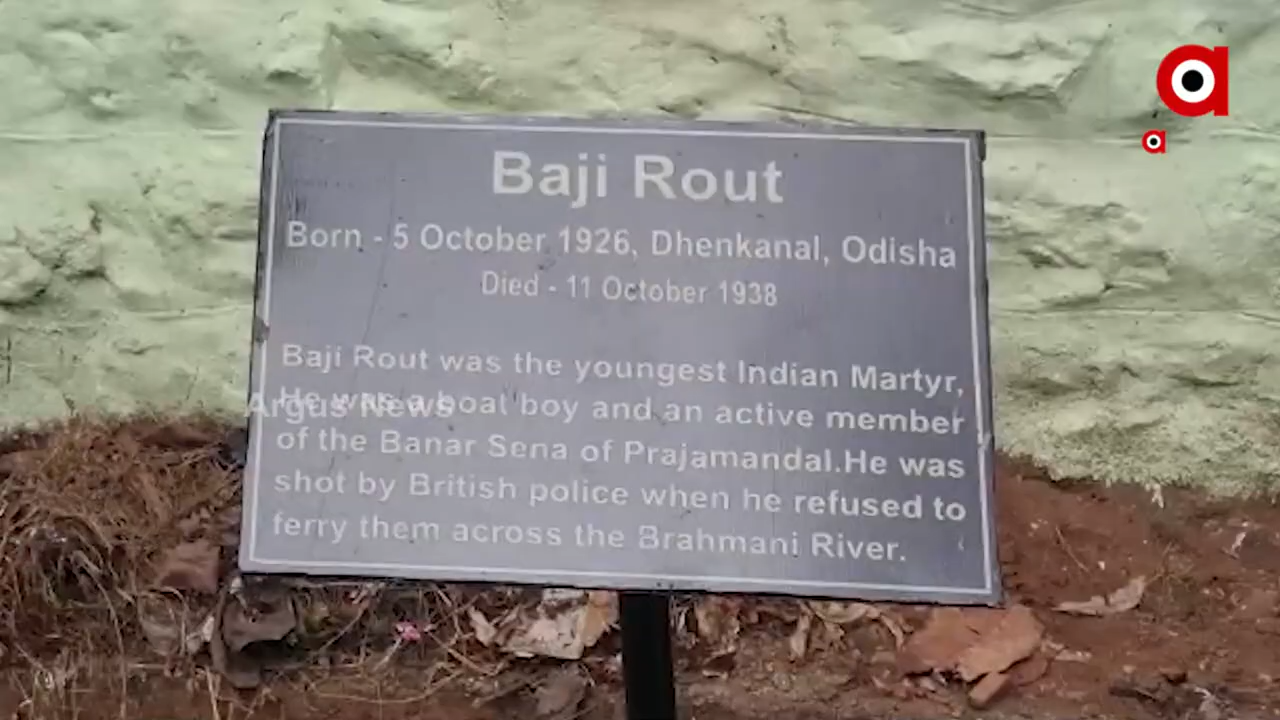 Baji Rout
Born - 5 October 1926, Dhenkanal, Odisha
Died - 11 October 1938
Baji Rout was the youngest Indian Martyr,
He was a boat boy and an active member
of the Banar Sena of Prajamandal.He was
shot by British police when he refused to
ferry them across the Brahmani River.
Argus News
a
a